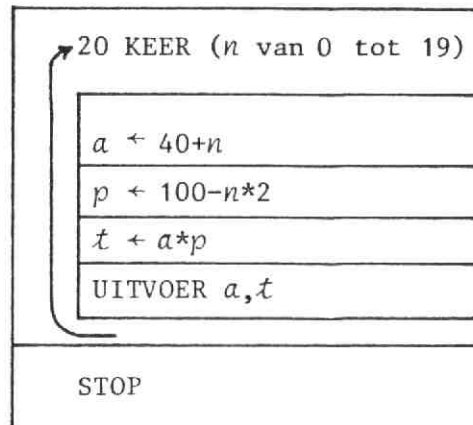 20 KEER (n van 0 tot 19)
a ← 40+n
p ← 100-n*2
t ← a*p
UITVOER a,t
STOP